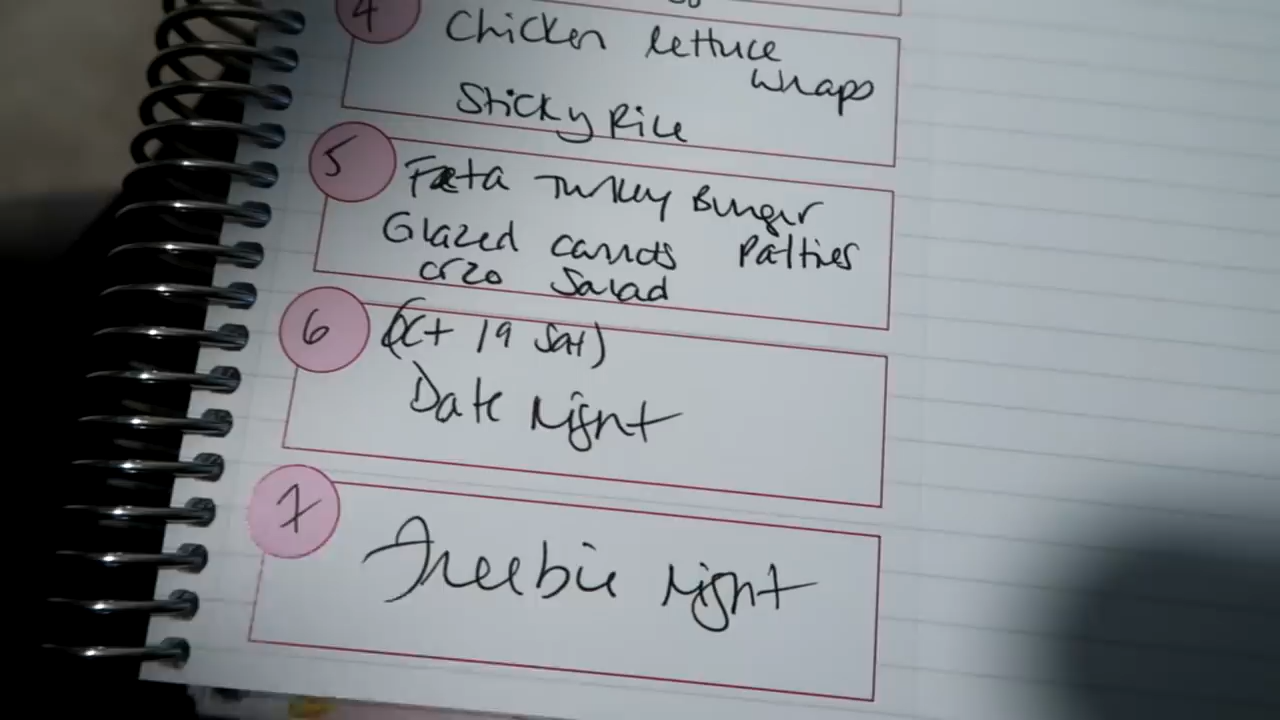 4
Chicken lettuce
wraps
Sticky Rice
5
Feta Turkey Burger
Glazed carrots Patties
orzo Salad
6
(Oct 19 Sat)
Date Night
7
Freebie Night